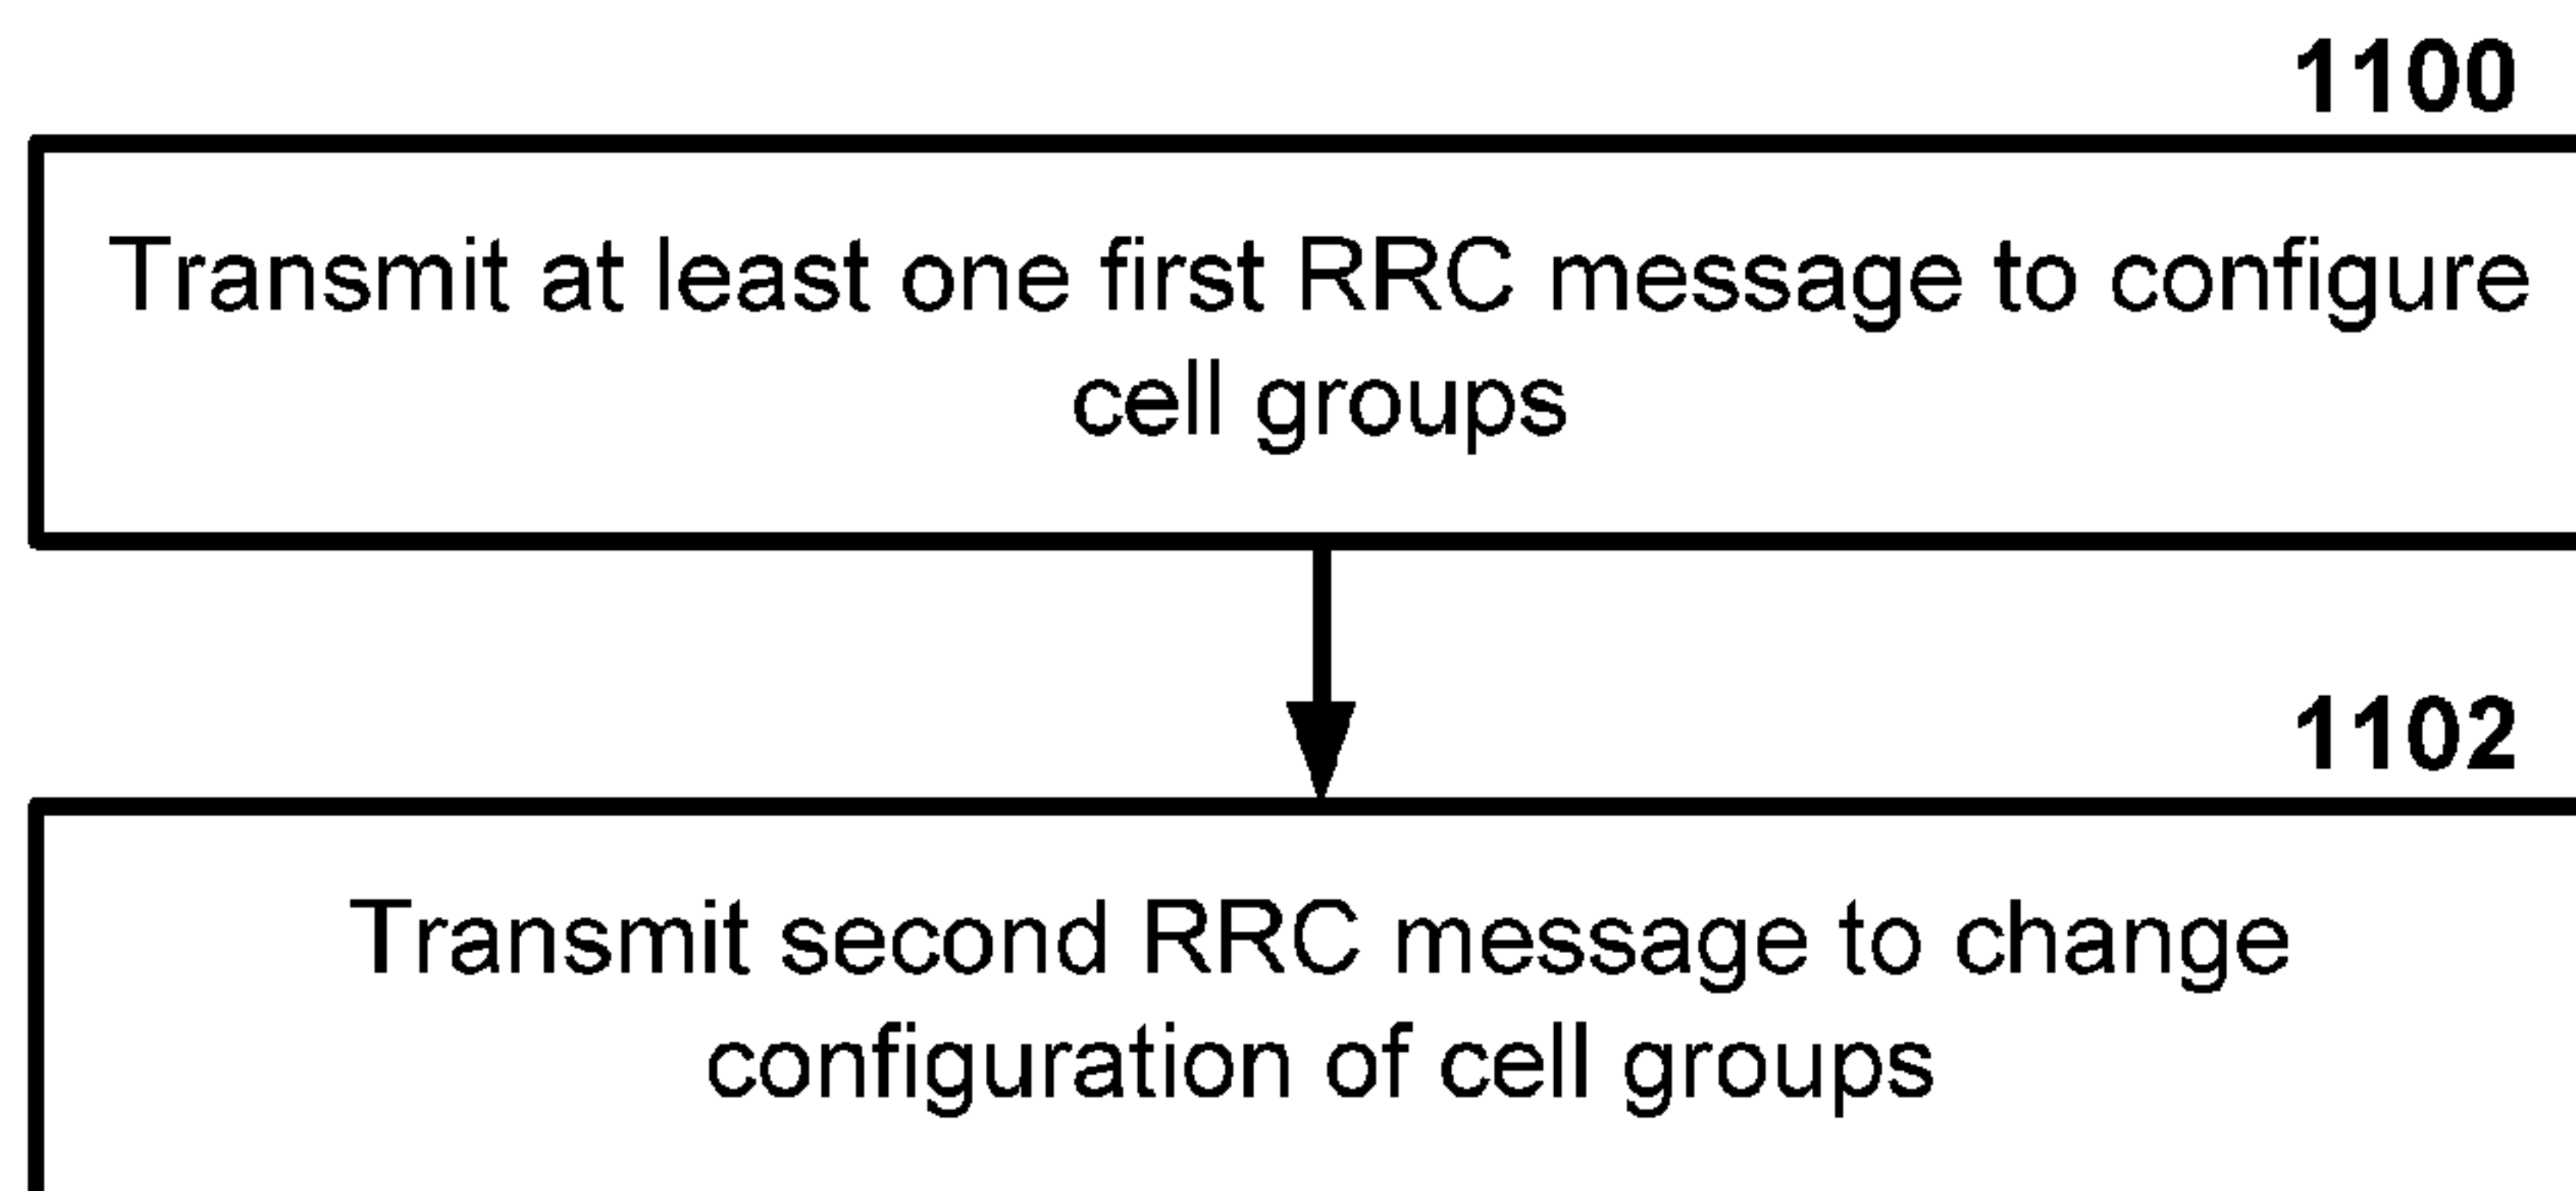 1100
Transmit at least one first RRC message to configure
cell groups
1102
Transmit second RRC message to change
configuration of cell groups